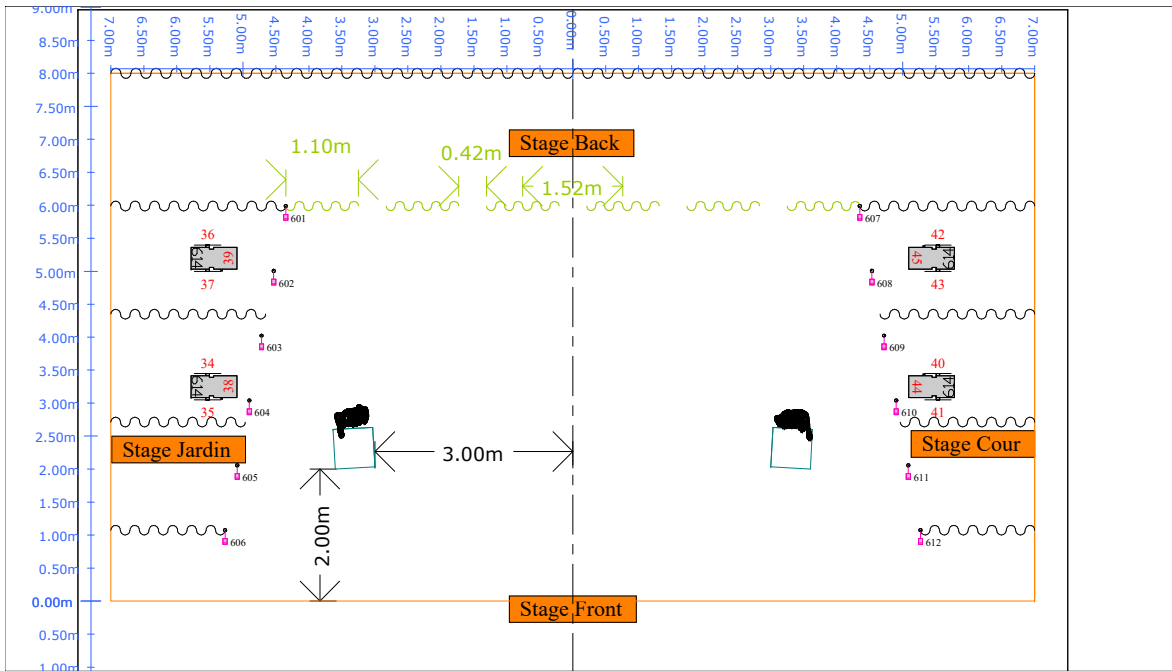 9.00m
7.00m 6.50m 6.00m 5.50m 5.00m 4.50m 4.00m 3.50m 3.00m 2.50m 2.00m 1.50m 1.00m 0.50m 0.00m 0.50m 1.00m 1.50m 2.00m 2.50m 3.00m 3.50m 4.00m 4.50m 5.00m 5.50m 6.00m 6.50m 7.00m
8.50m
8.00m
7.50m
7.00m
1.10m 0.42m Stage Back
6.50m
1.52m
6.00m
601 607
5.50m
36 42
614 39 45 614
5.00m
37 602 608 43
4.50m
4.00m
603 609
3.50m
34 40
614 38 44 614
3.00m
35 604 610 41
2.50m
Stage Jardin 3.00m Stage Cour
2.00m
605 611
1.50m
2.00m
1.00m
606 612
0.50m
0.00m
Stage Front
0.50m
1.00m